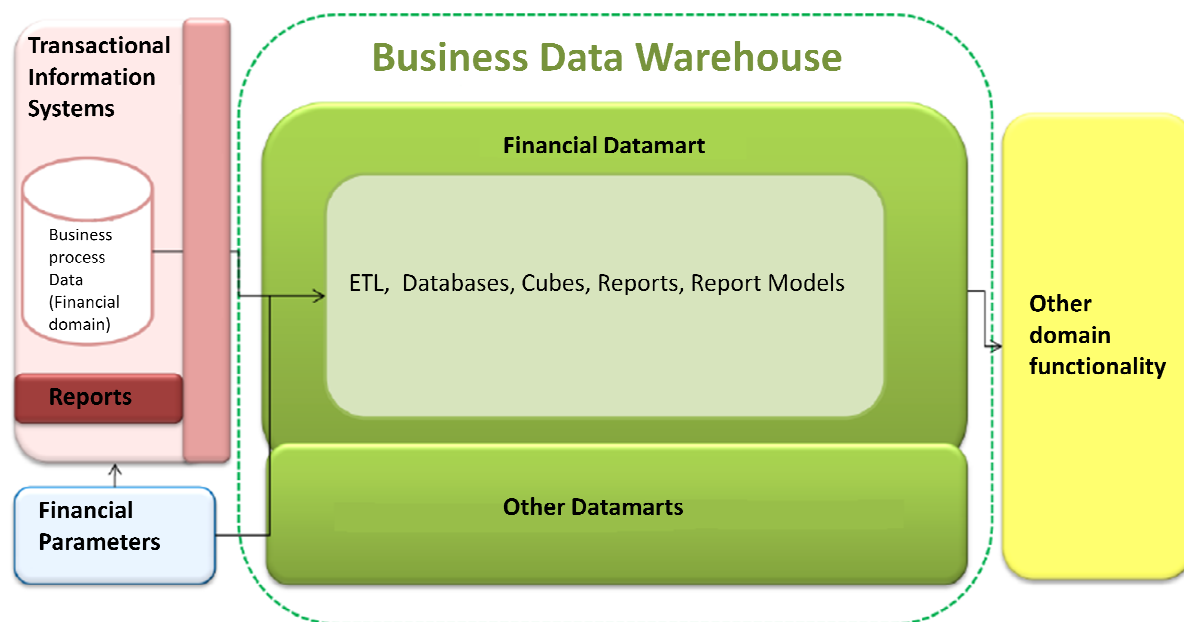 Transactional
Information
Systems
Business
process
Data
(Financial
domain)
Reports
Financial
Parameters
Business Data Warehouse
Financial Datamart
ETL,  Databases, Cubes, Reports, Report Models
Other Datamarts
Other
domain
functionality